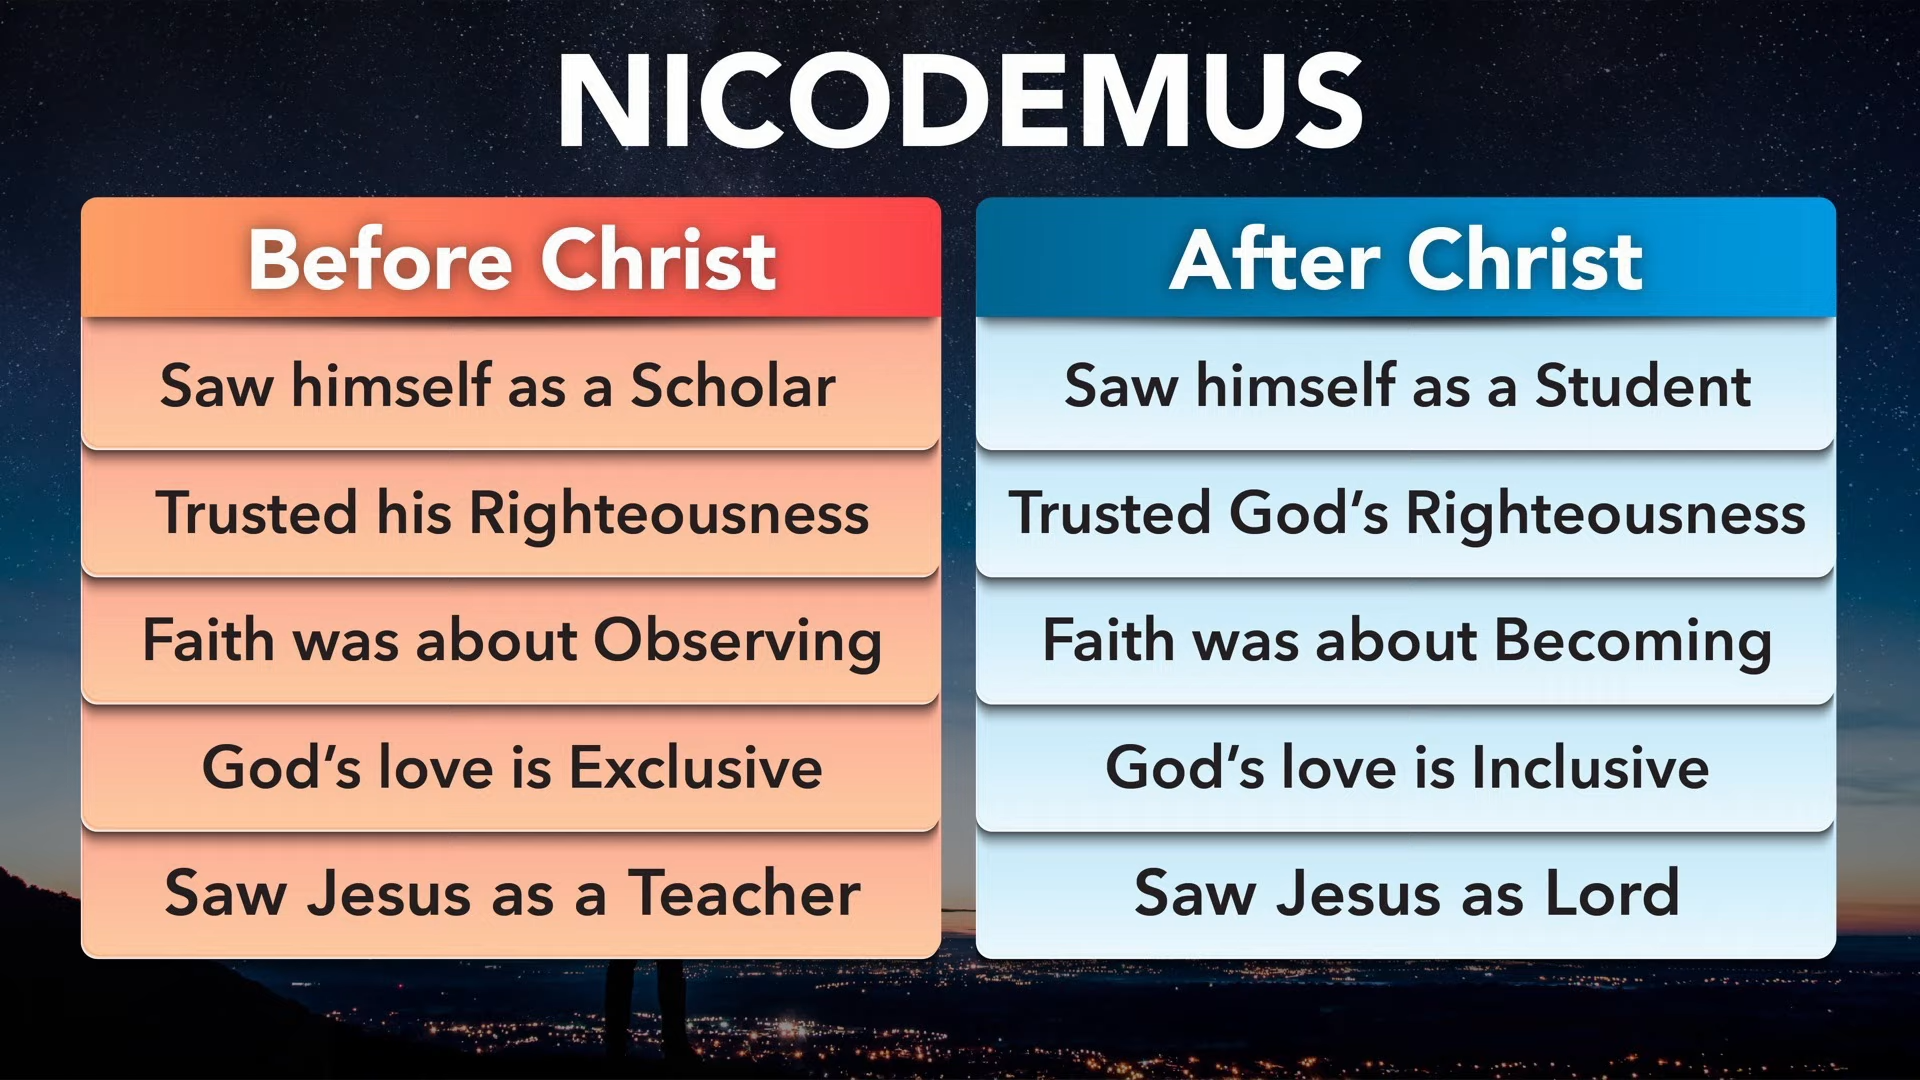 NICODEMUS
Before Christ
Saw himself as a Scholar
Trusted his Righteousness
Faith was about Observing
God’s love is Exclusive
Saw Jesus as a Teacher
After Christ
Saw himself as a Student
Trusted God’s Righteousness
Faith was about Becoming
God’s love is Inclusive
Saw Jesus as Lord